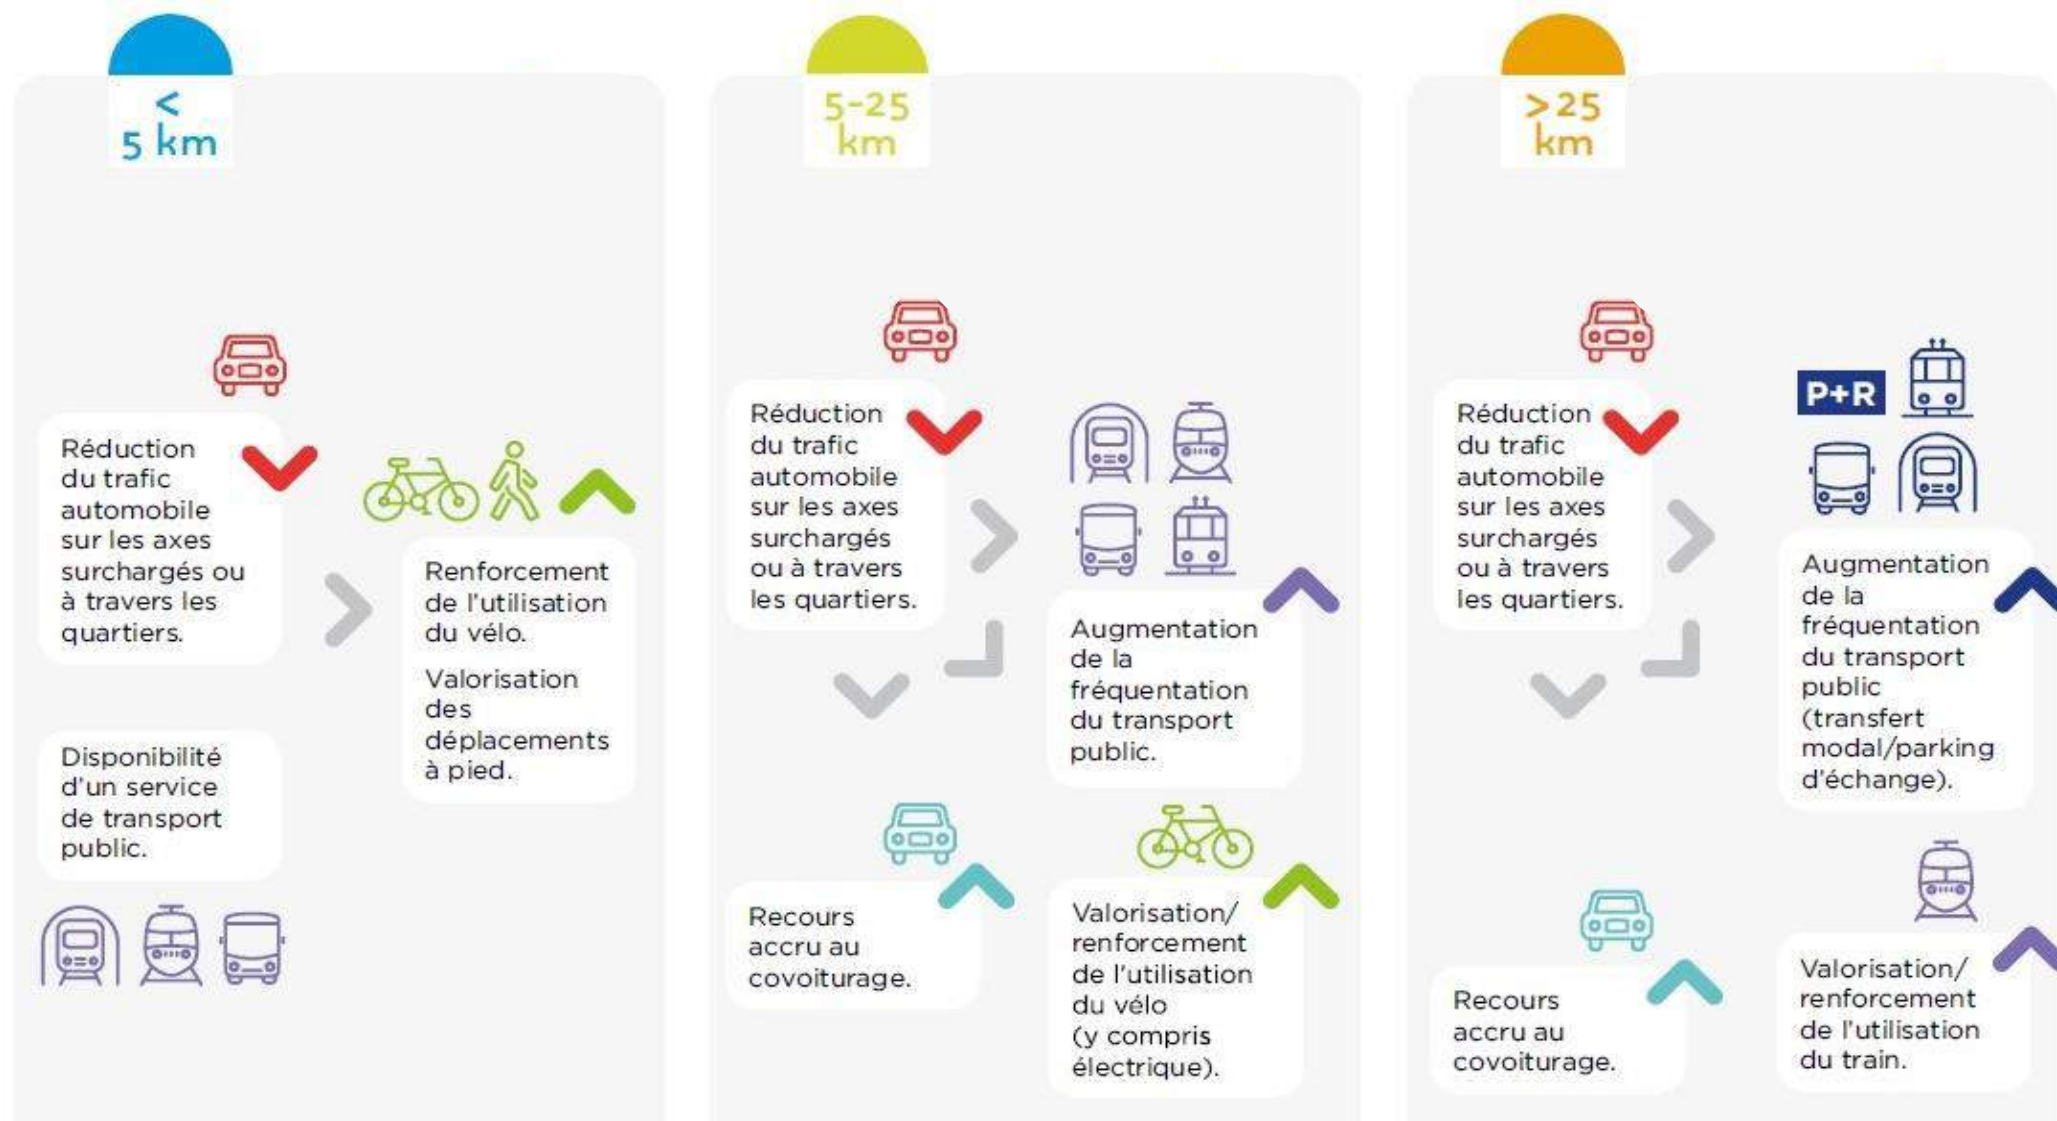 <
5 km
Réduction
du trafic
automobile
sur les axes
surchargés ou
à travers les
quartiers.
Renforcement
de l'utilisation
du vélo.
Valorisation
des
déplacements
à pied.
Disponibilité
d'un service
de transport
public.
5-25
km
Réduction
du trafic
automobile
sur les axes
surchargés
ou à travers
les quartiers.
Augmentation
de la
fréquentation
du transport
public.
Recours
accru au
covoiturage.
Valorisation/
renforcement
de l'utilisation
du vélo
(y compris
électrique).
>25
km
Réduction
du trafic
automobile
sur les axes
surchargés
ou à travers
les quartiers.
P+R
Augmentation
de la
fréquentation
du transport
public
(transfert
modal/parking
d'échange).
Recours
accru au
covoiturage.
Valorisation/
renforcement
de l'utilisation
du train.